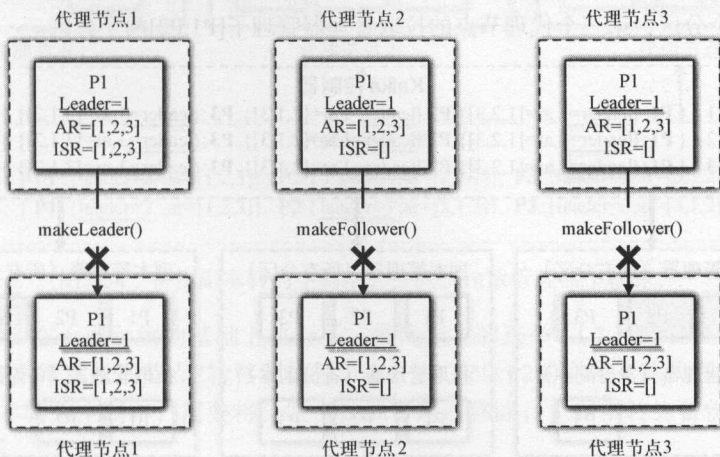 代理节点1 代理节点2 代理节点3
P1 P1 P1
Leader=1 Leader=1 Leader=1
AR=[1,2,3] AR=[1,2,3] AR=[1,2,3]
ISR=[1,2,3] ISR=[] ISR=[]
makeLeader() makeFollower() makeFollower()
P1 P1 P1
Leader=1 Leader=1 Leader=1
AR=[1,2,3] AR=[1,2,3] AR=[1,2,3]
ISR=[1,2,3] ISR=[] ISR=[]
代理节点1 代理节点2 代理节点3